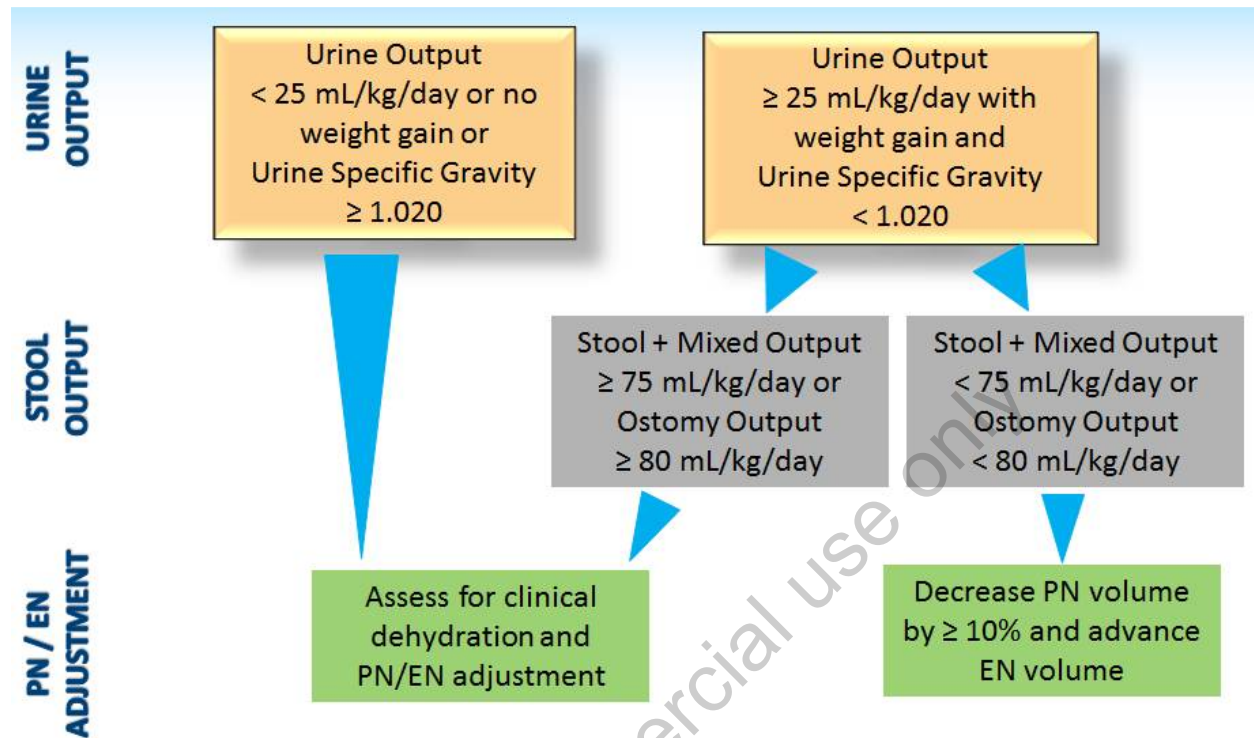 URINE
OUTPUT
Urine Output
< 25 mL/kg/day or no
weight gain or
Urine Specific Gravity
≥ 1.020
Urine Output
≥ 25 mL/kg/day with
weight gain and
Urine Specific Gravity
< 1.020
STOOL
OUTPUT
Stool + Mixed Output
≥ 75 mL/kg/day or
Ostomy Output
≥ 80 mL/kg/day
Stool + Mixed Output
< 75 mL/kg/day or
Ostomy Output
< 80 mL/kg/day
PN / EN
ADJUSTMENT
Assess for clinical
dehydration and
PN/EN adjustment
Decrease PN volume
by ≥ 10% and advance
EN volume
ercial use only